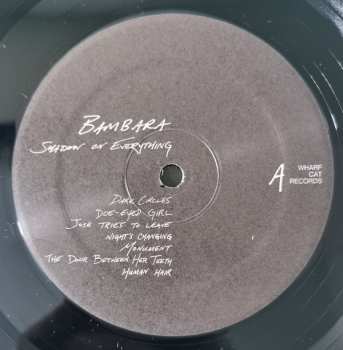 BAMBARA
SHADOW ON EVERYTHING
A
WHARF
CAT
RECORDS
DARK CIRCLES
DOE-EYED GIRL
JOSE TRIES TO LEAVE
NIGHT'S CHANGING
MONUMENT
THE DOOR BETWEEN HER TEETH
HUMAN HAIR